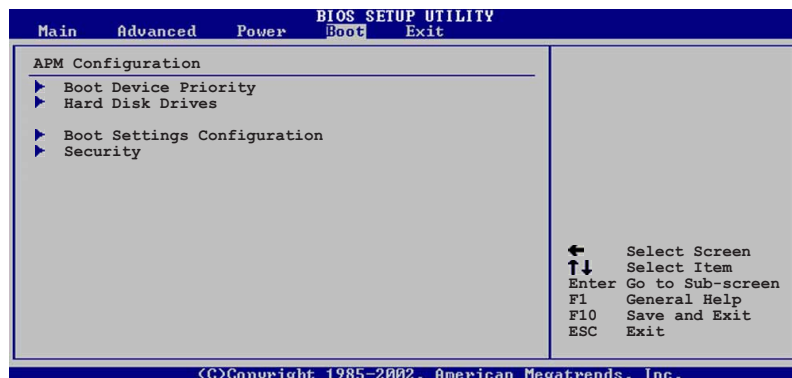 BIOS SETUP UTILITY
Main Advanced Power Boot Exit
APM Configuration
Boot Device Priority
Hard Disk Drives
Boot Settings Configuration
Security
Select Screen
Select Item
Enter Go to Sub-screen
F1 General Help
F10 Save and Exit
ESC Exit
(C)Copyright 1985-2002, American Megatrends, Inc.